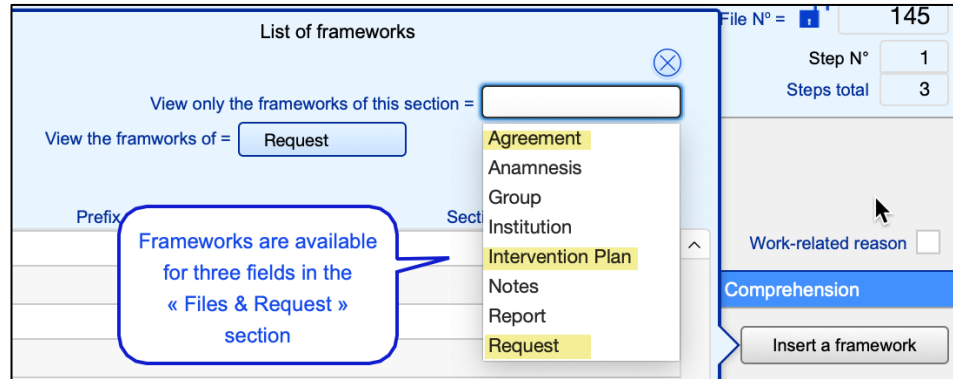 List of frameworks
File Nº =
145
Step N°
1
Steps total
3
View only the frameworks of this section =
View the framworks of =
Request
Agreement
Anamnesis
Group
Institution
Intervention Plan
Notes
Report
Request
Prefix
Secti
Frameworks are available
for three fields in the
« Files & Request »
section
Work-related reason
Comprehension
Insert a framework